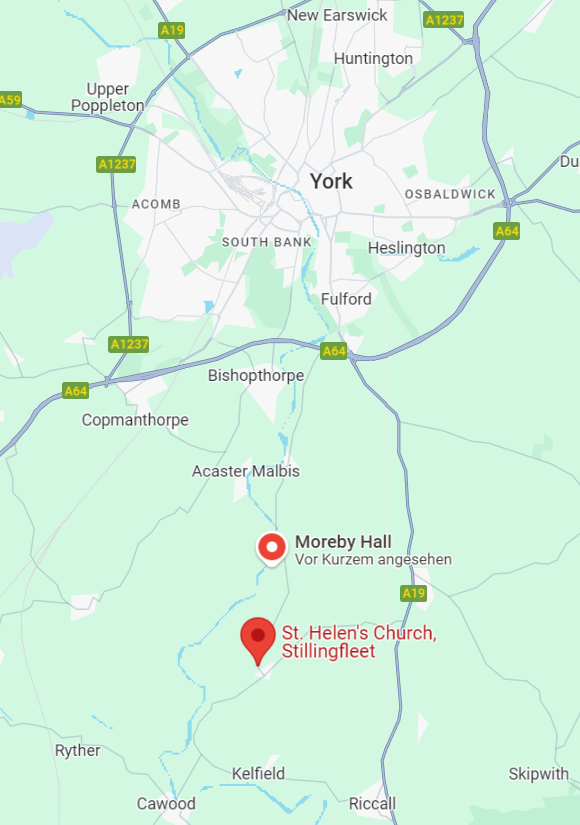 New Earswick
A19
A1237
Huntington
Upper
Poppleton
A59
A1237
York
Du
ACOMB
OSBALDWICK
A64
SOUTH BANK
Heslington
Fulford
A1237
A64
Bishopthorpe
A64
Copmanthorpe
Acaster Malbis
Moreby Hall
Vor Kurzem angesehen
A19
St. Helen's Church,
Stillingfleet
Ryther
Kelfield
Skipwith
Cawood
Riccall